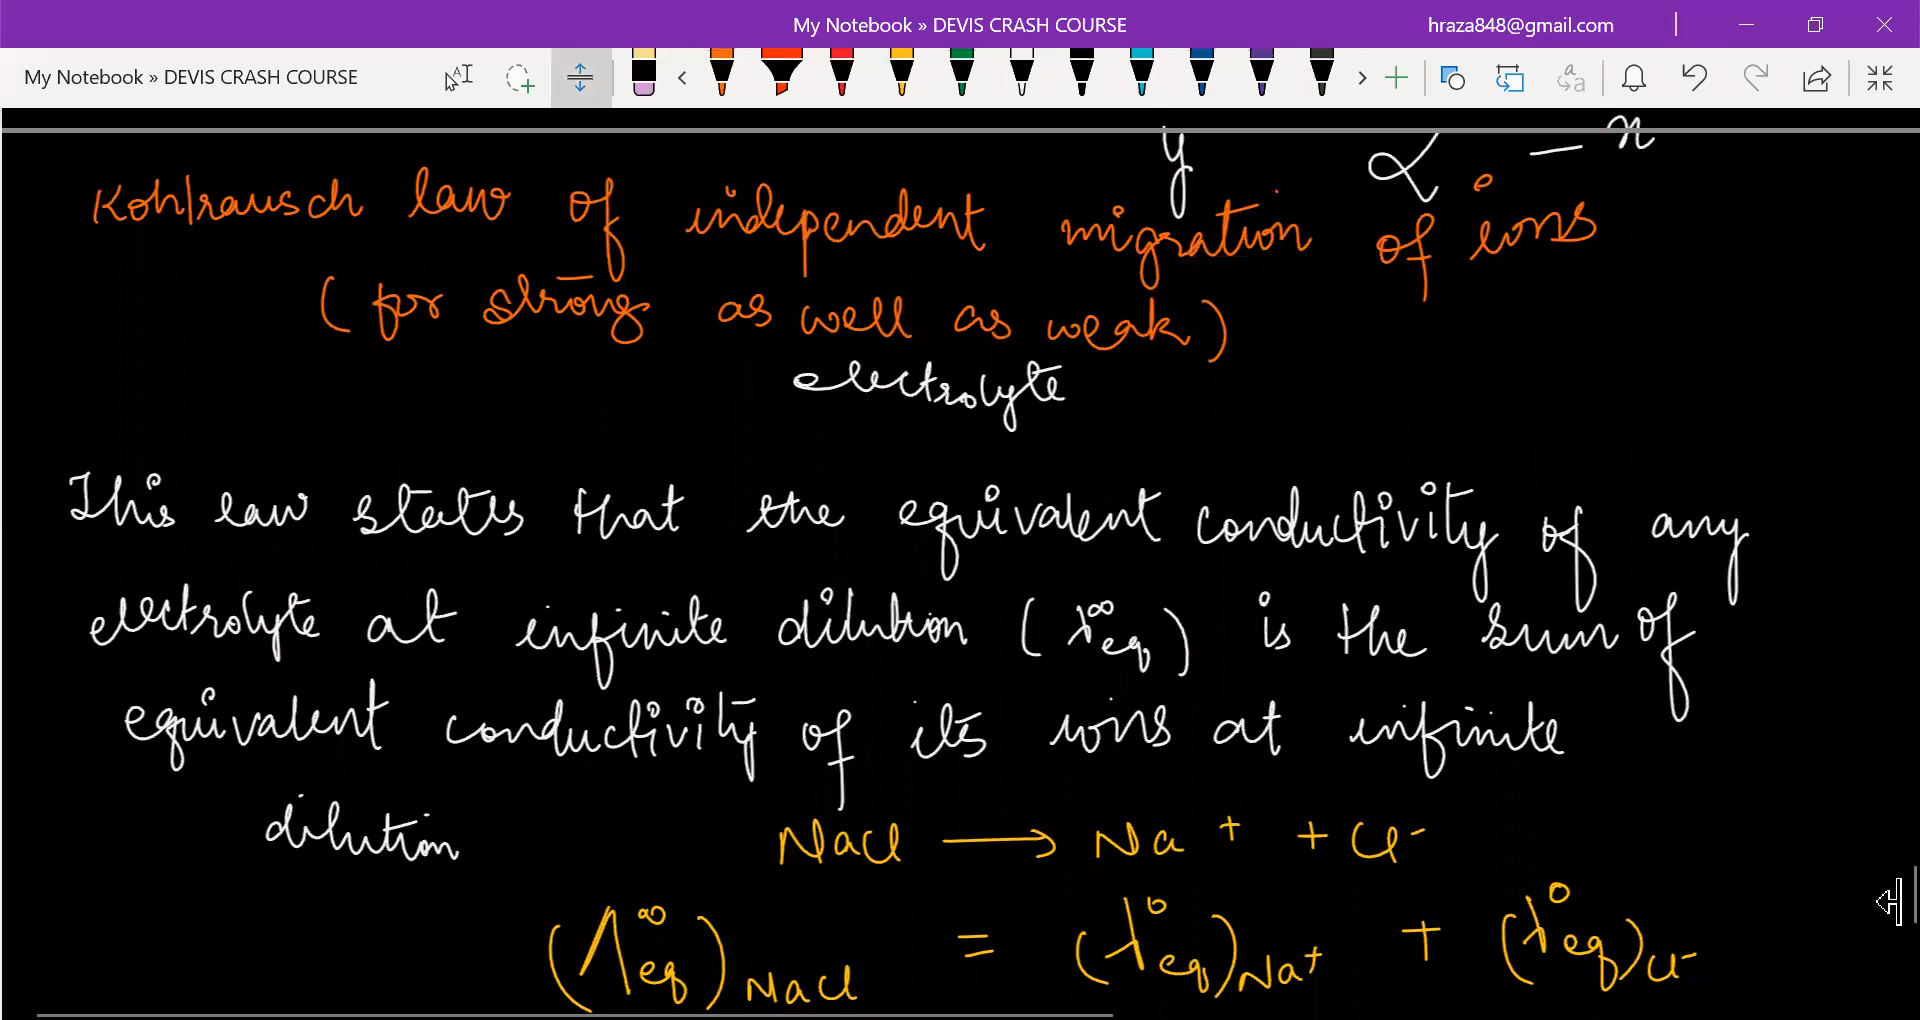 My Notebook » DEVIS CRASH COURSE
hraza848@gmail.com
My Notebook » DEVIS CRASH COURSE
y α = x
Kohlrausch law of independent migration of ions
(for strong as well as weak)
electrolyte
This law states that the equivalent conductivity of any
electrolyte at infinite dilution (λ∞eq) is the sum of
equivalent conductivity of its ions at infinite
dilution
NaCl ⟶ Na⁺ + Cl⁻
(Λ∞eq)NaCl = (λ°eq)Na⁺ + (λ°eq)Cl⁻